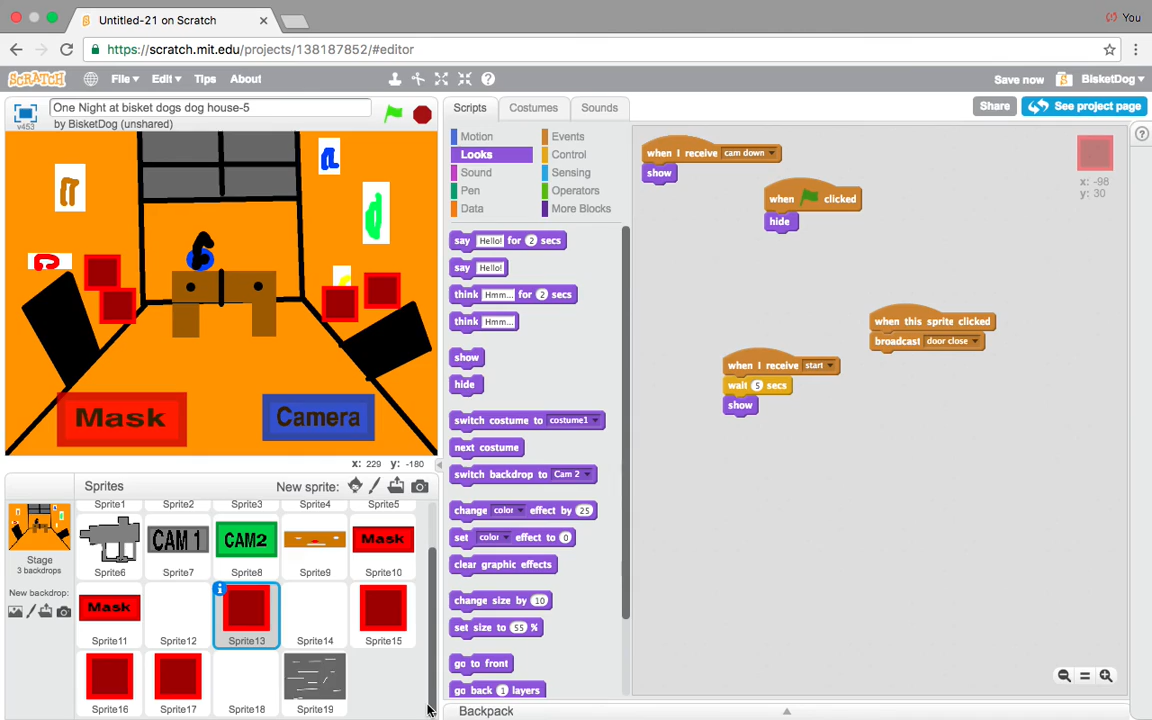 Untitled-21 on Scratch
You
https://scratch.mit.edu/projects/138187852/#editor
SCRATCH File Edit Tips About Save now BisketDog
v453
One Night at bisket dogs dog house-5
by BisketDog (unshared)
Scripts Costumes Sounds
Share See project page
Motion Events
Looks Control
Sound Sensing
Pen Operators
Data More Blocks
say Hello! for 2 secs
say Hello!
think Hmm... for 2 secs
think Hmm...
show
hide
switch costume to costume1
next costume
switch backdrop to Cam 2
change color effect by 25
set color effect to 0
clear graphic effects
change size by 10
set size to 55 %
go to front
go back 1 layers
when I receive cam down
show
when clicked
hide
when this sprite clicked
broadcast door close
when I receive start
wait 5 secs
show
x: -98
y: 30
Mask Camera
x: 229 y: -180
Sprites New sprite:
Stage
3 backdrops
New backdrop:
Sprite1 Sprite2 Sprite3 Sprite4 Sprite5
CAM 1 CAM2 Mask
Sprite6 Sprite7 Sprite8 Sprite9 Sprite10
Mask
Sprite11 Sprite12 Sprite13 Sprite14 Sprite15
Sprite16 Sprite17 Sprite18 Sprite19
Backpack